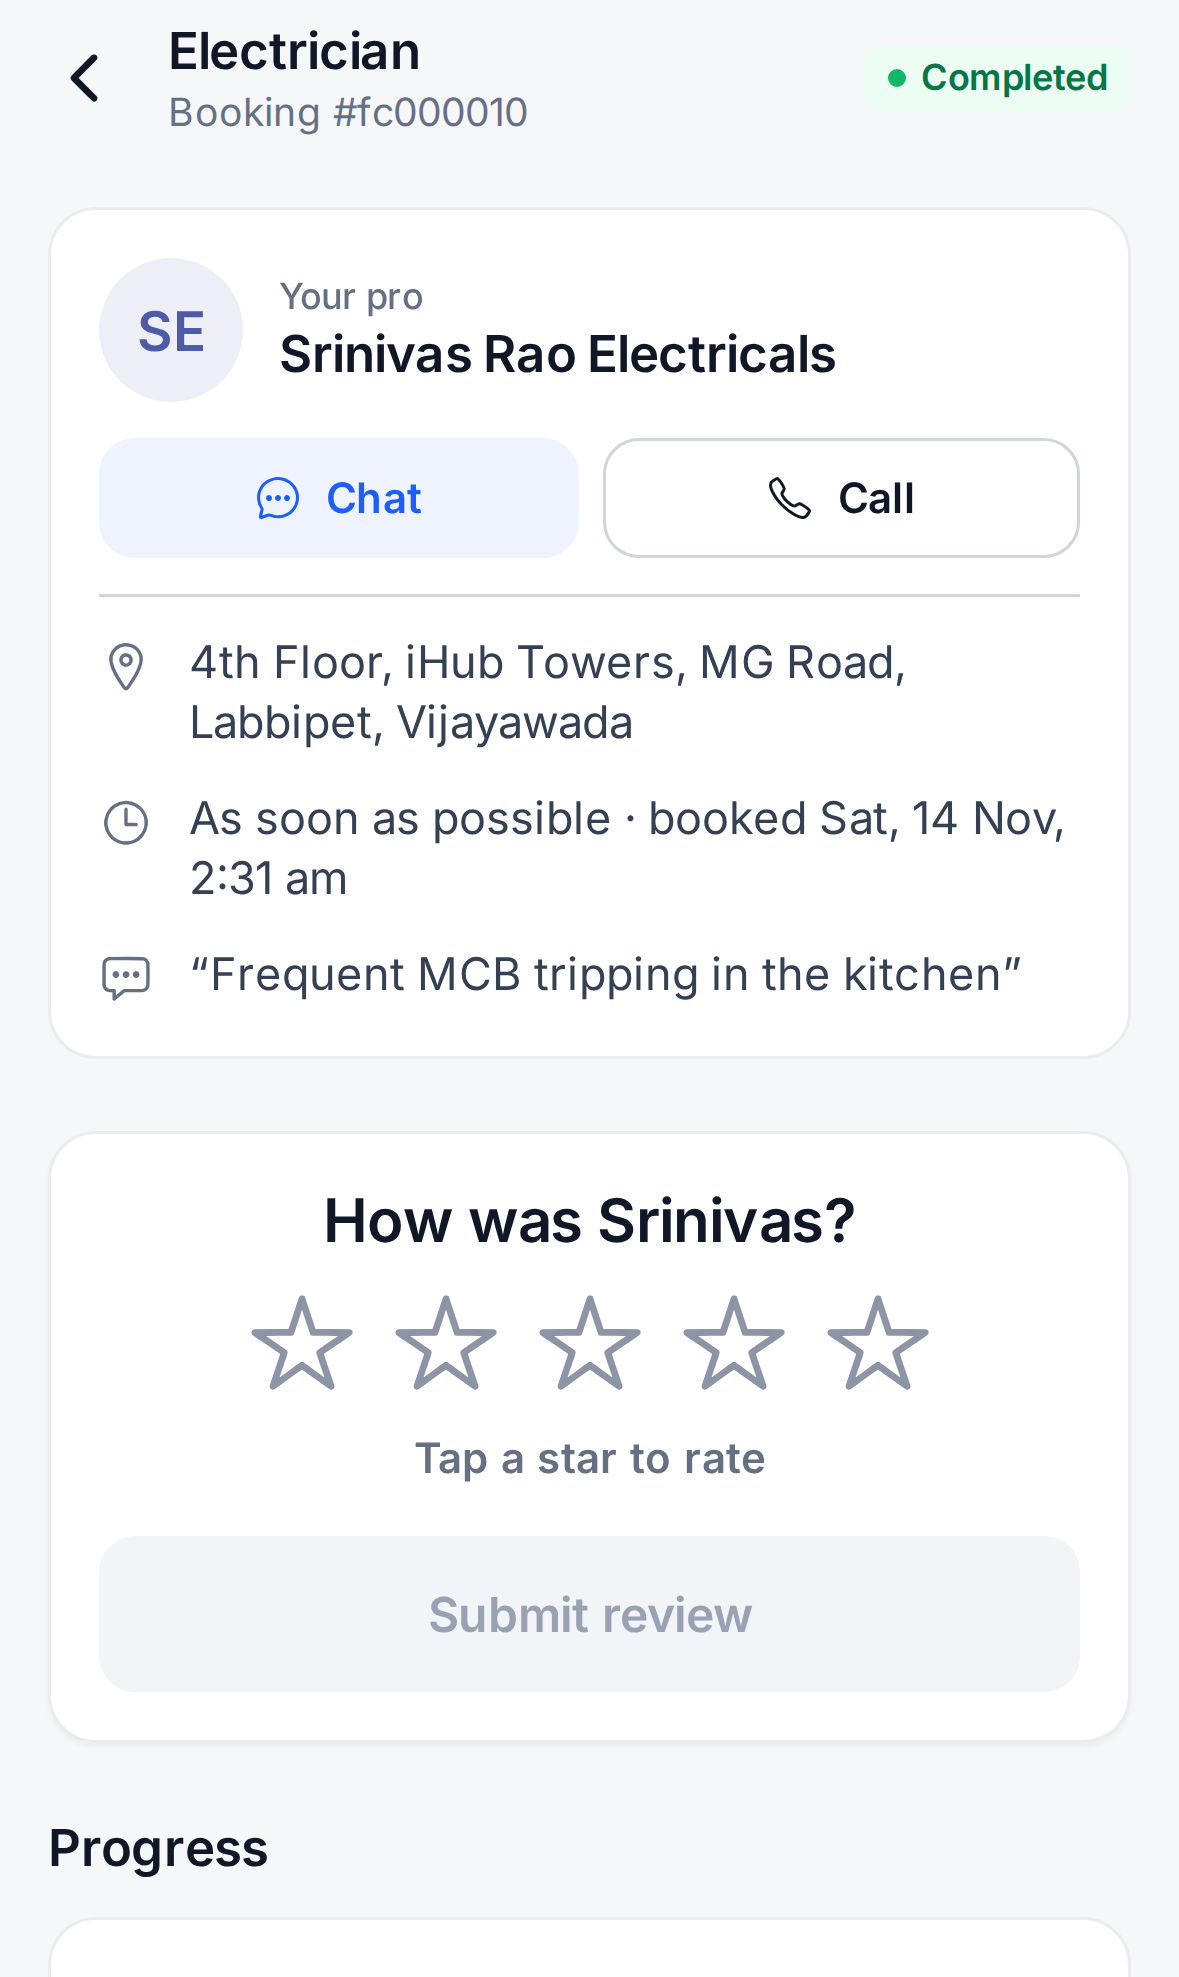 Electrician
Booking #fc000010
Completed
SE
Your pro
Srinivas Rao Electricals
Chat
Call
4th Floor, iHub Towers, MG Road,
Labbipet, Vijayawada
As soon as possible · booked Sat, 14 Nov,
2:31 am
“Frequent MCB tripping in the kitchen”
How was Srinivas?
Tap a star to rate
Submit review
Progress